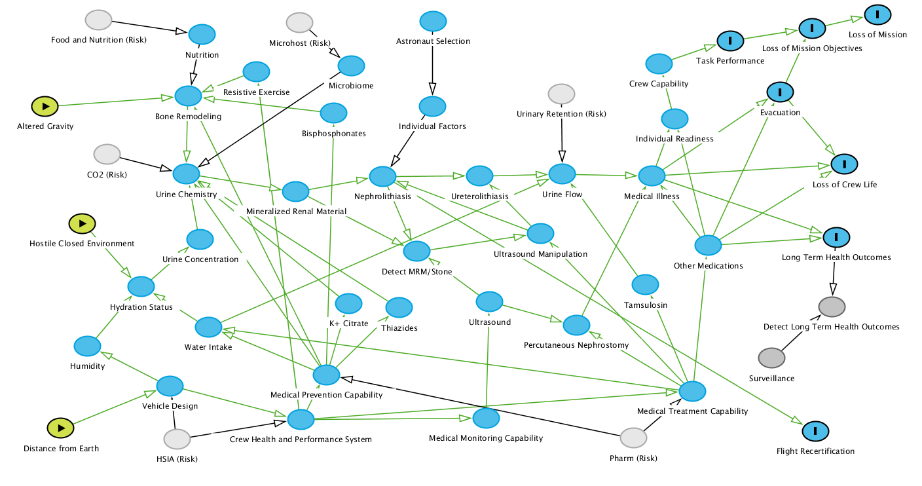 Loss of Mission
Food and Nutrition (Risk)
Microhost (Risk)
Astronaut Selection
Loss of Mission Objectives
Nutrition
Task Performance
Microbiome
Crew Capability
Resistive Exercise
Bone Remodeling
Urinary Retention (Risk)
Evacuation
Altered Gravity
Bisphosphonates
Individual Factors
Individual Readiness
CO2 (Risk)
Urine Chemistry
Nephrolithiasis
Ureterolithiasis
Urine Flow
Medical Illness
Loss of Crew Life
Mineralized Renal Material
Hostile Closed Environment
Urine Concentration
Detect MRM/Stone
Ultrasound Manipulation
Other Medications
Long Term Health Outcomes
Hydration Status
K+ Citrate
Thiazides
Ultrasound
Tamsulosin
Detect Long Term Health Outcomes
Water Intake
Percutaneous Nephrostomy
Humidity
Surveillance
Medical Prevention Capability
Vehicle Design
Medical Treatment Capability
Distance from Earth
HSIA (Risk)
Crew Health and Performance System
Medical Monitoring Capability
Pharm (Risk)
Flight Recertification